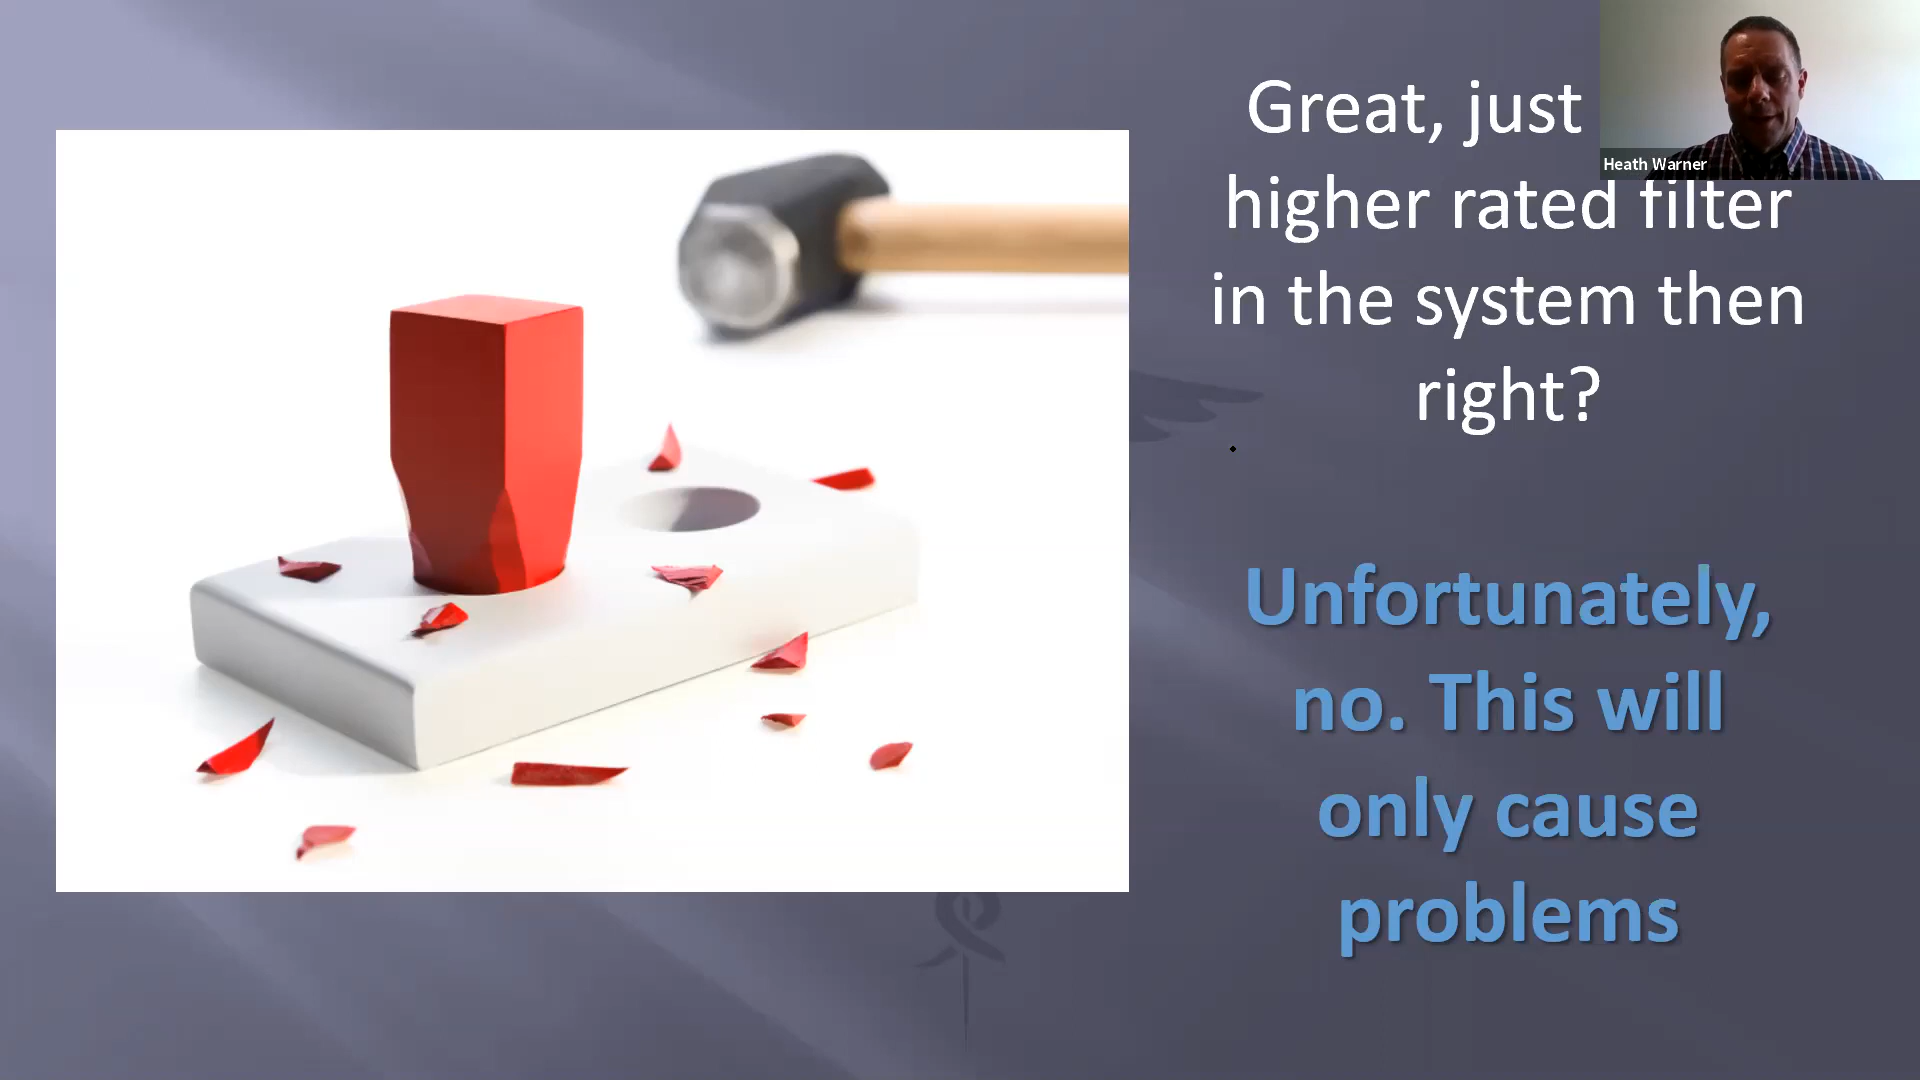 Great, just
higher rated filter
in the system then
right?
Heath Warner
Unfortunately,
no. This will
only cause
problems